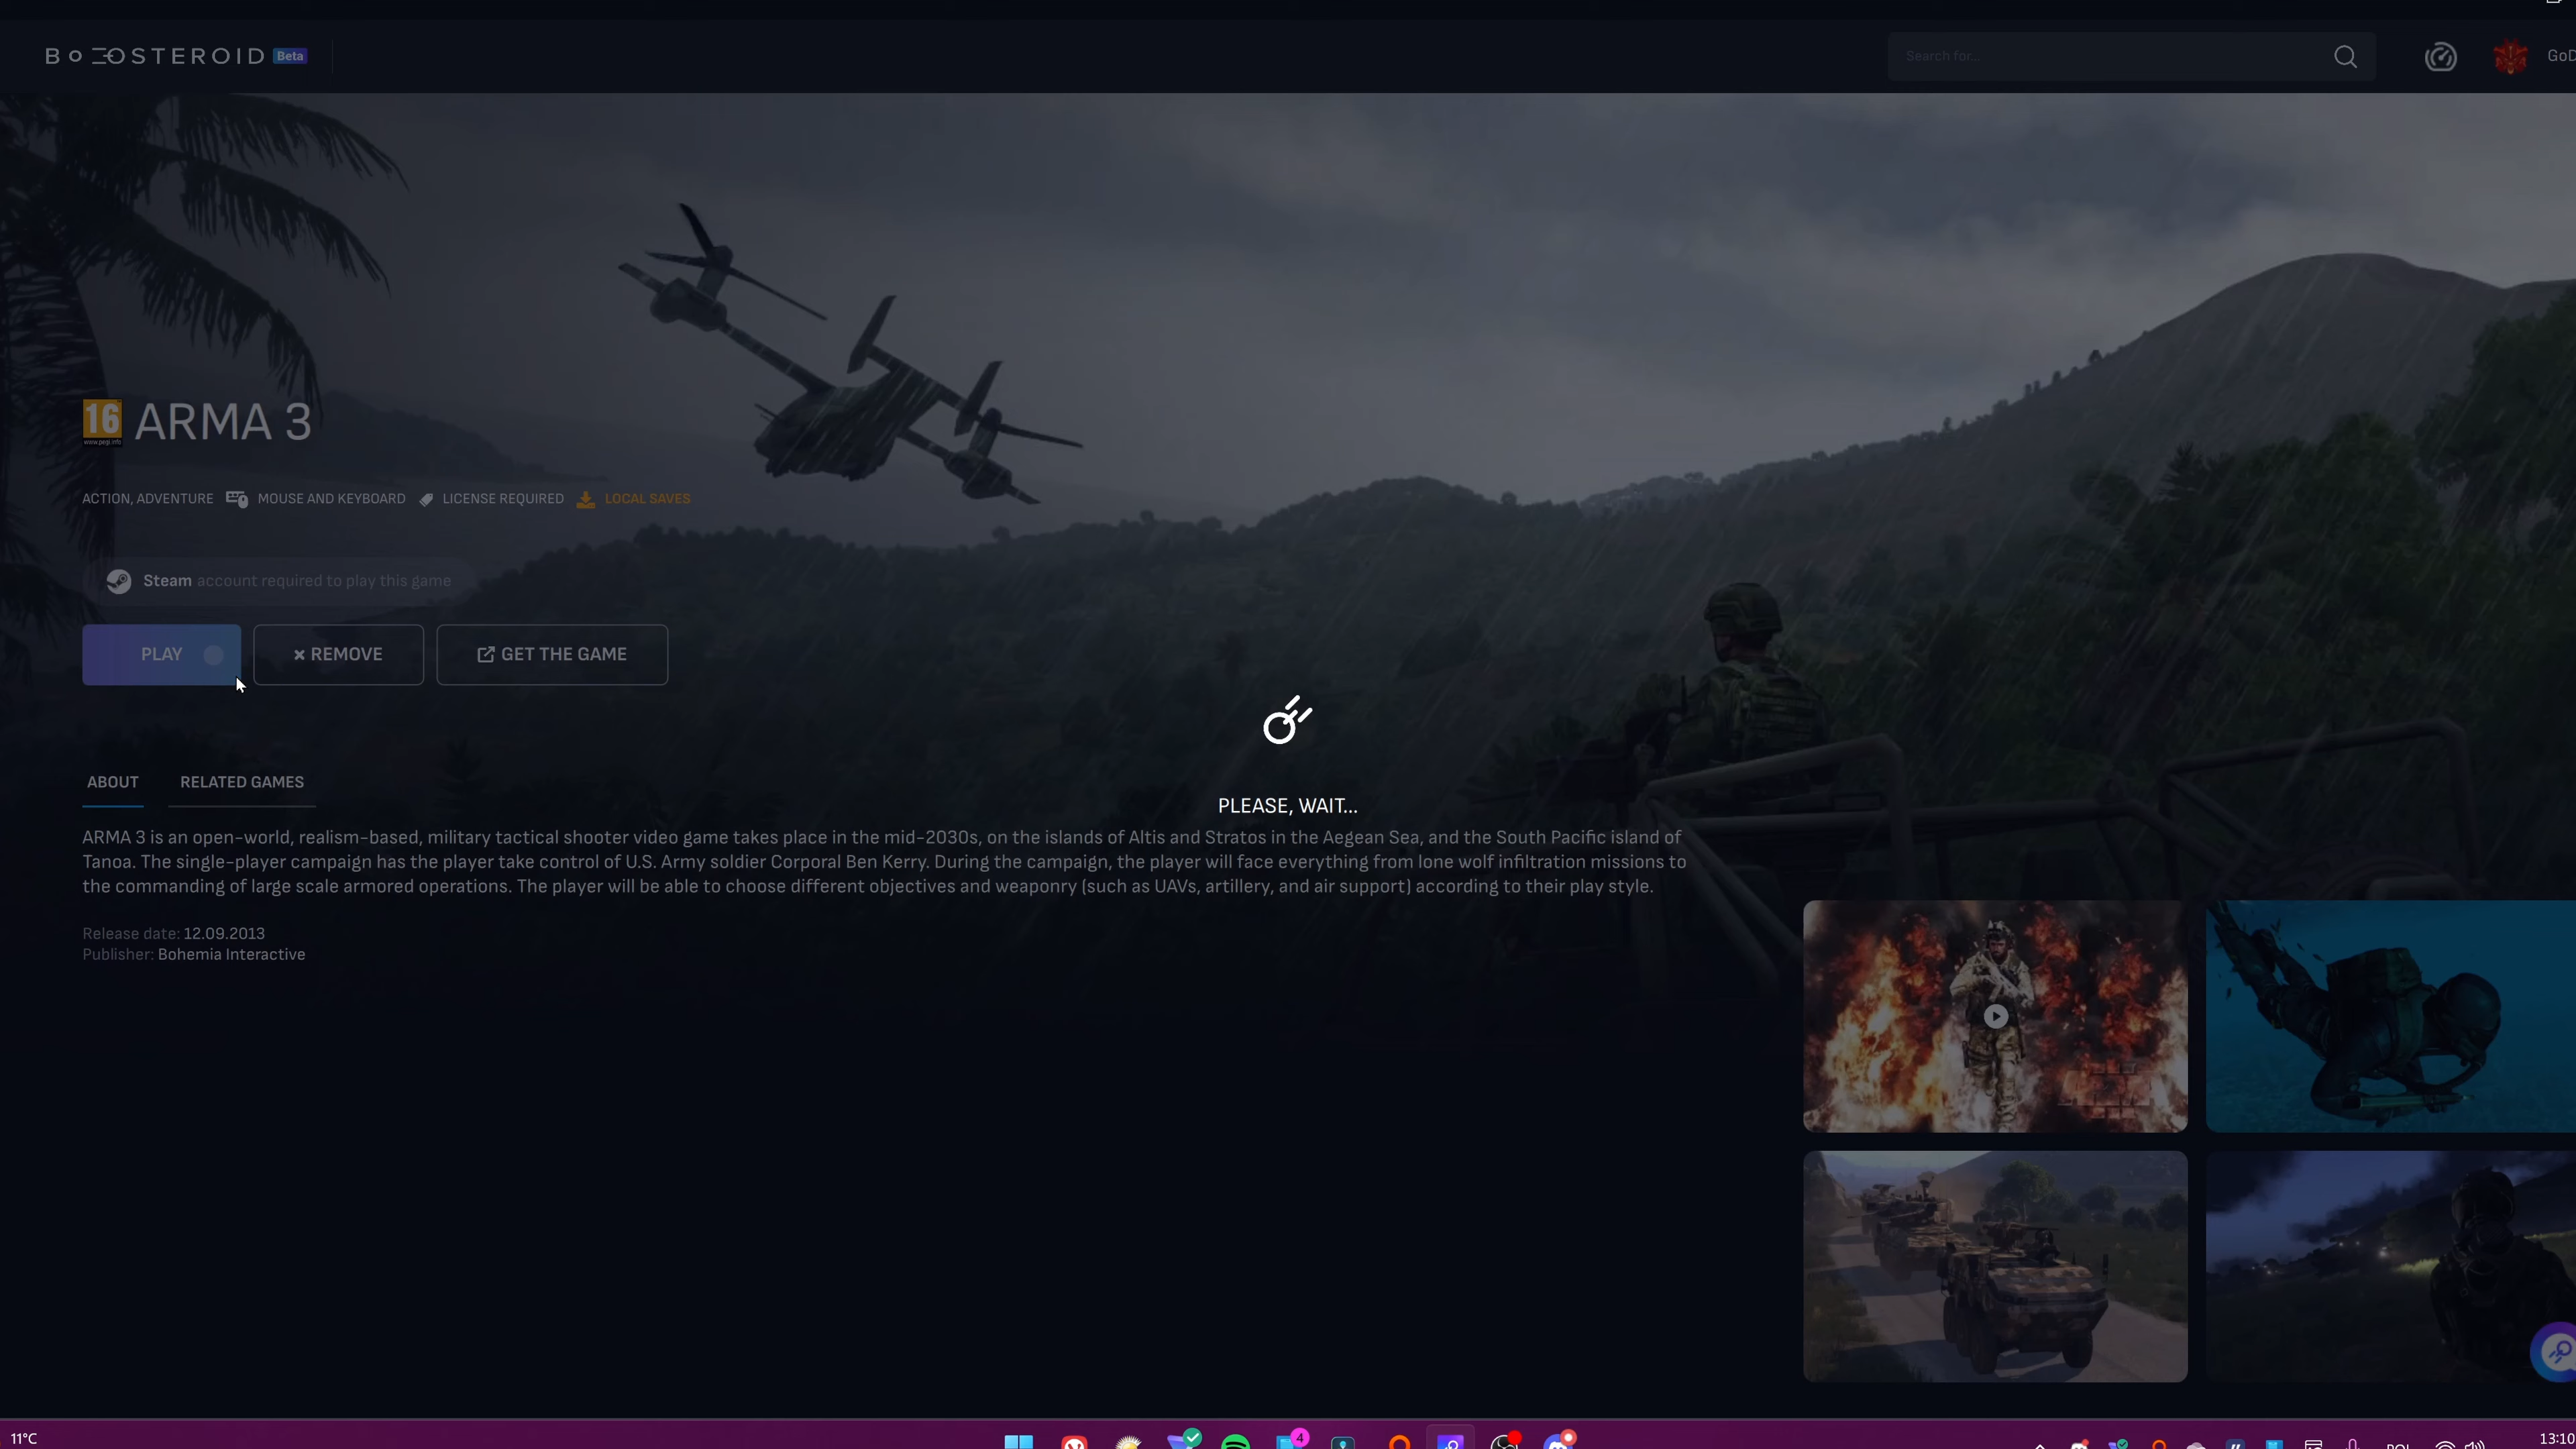 BOOSTEROID Beta
Search for...
GoD
16 ARMA 3
www.pegi.info
ACTION, ADVENTURE MOUSE AND KEYBOARD LICENSE REQUIRED LOCAL SAVES
Steam account required to play this game
PLAY REMOVE GET THE GAME
PLEASE, WAIT...
ABOUT RELATED GAMES
ARMA 3 is an open-world, realism-based, military tactical shooter video game takes place in the mid-2030s, on the islands of Altis and Stratos in the Aegean Sea, and the South Pacific island of
Tanoa. The single-player campaign has the player take control of U.S. Army soldier Corporal Ben Kerry. During the campaign, the player will face everything from lone wolf infiltration missions to
the commanding of large scale armored operations. The player will be able to choose different objectives and weaponry (such as UAVs, artillery, and air support) according to their play style.
Release date: 12.09.2013
Publisher: Bohemia Interactive
11°C
4
POL
13:10